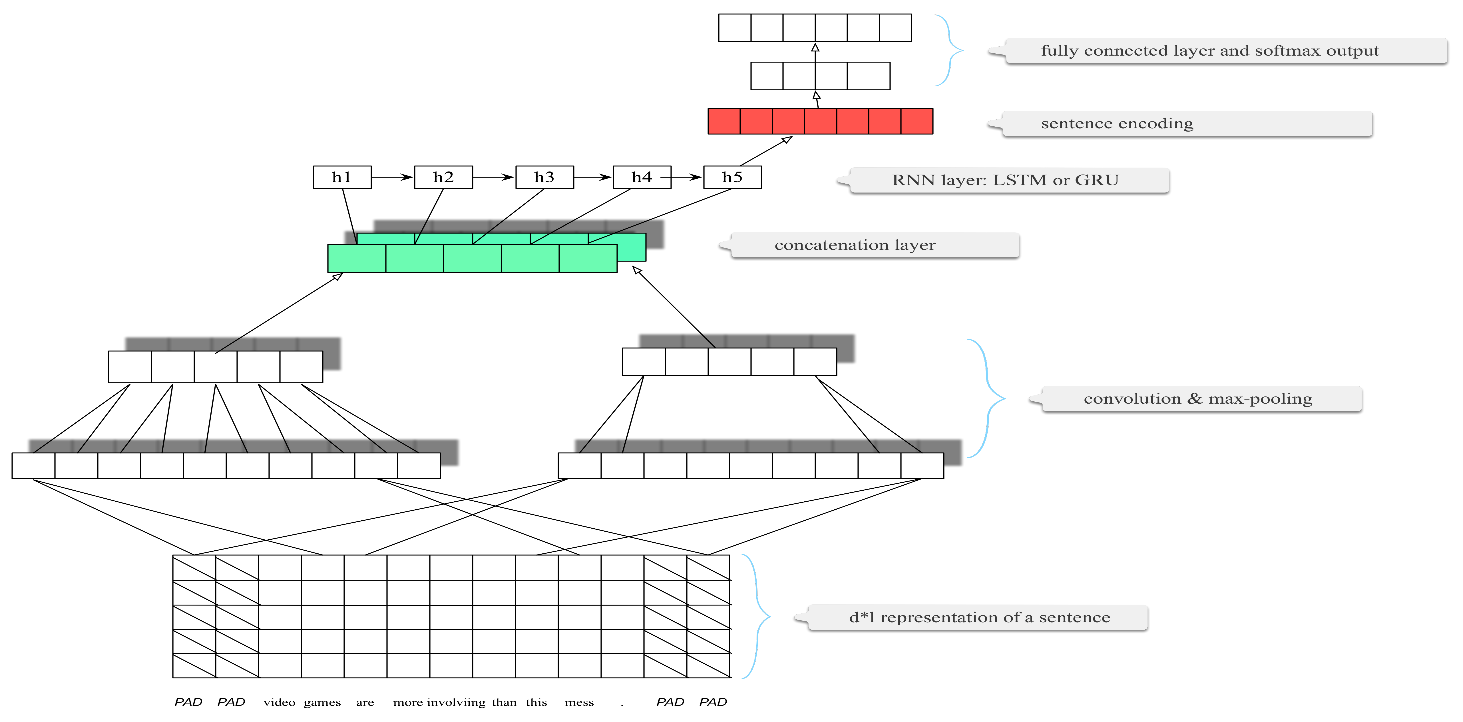 fully connected layer and softmax output
sentence encoding
h1 h2 h3 h4 h5
RNN layer: LSTM or GRU
concatenation layer
convolution & max-pooling
d*l representation of a sentence
PAD PAD video games are more involviing than this mess . PAD PAD